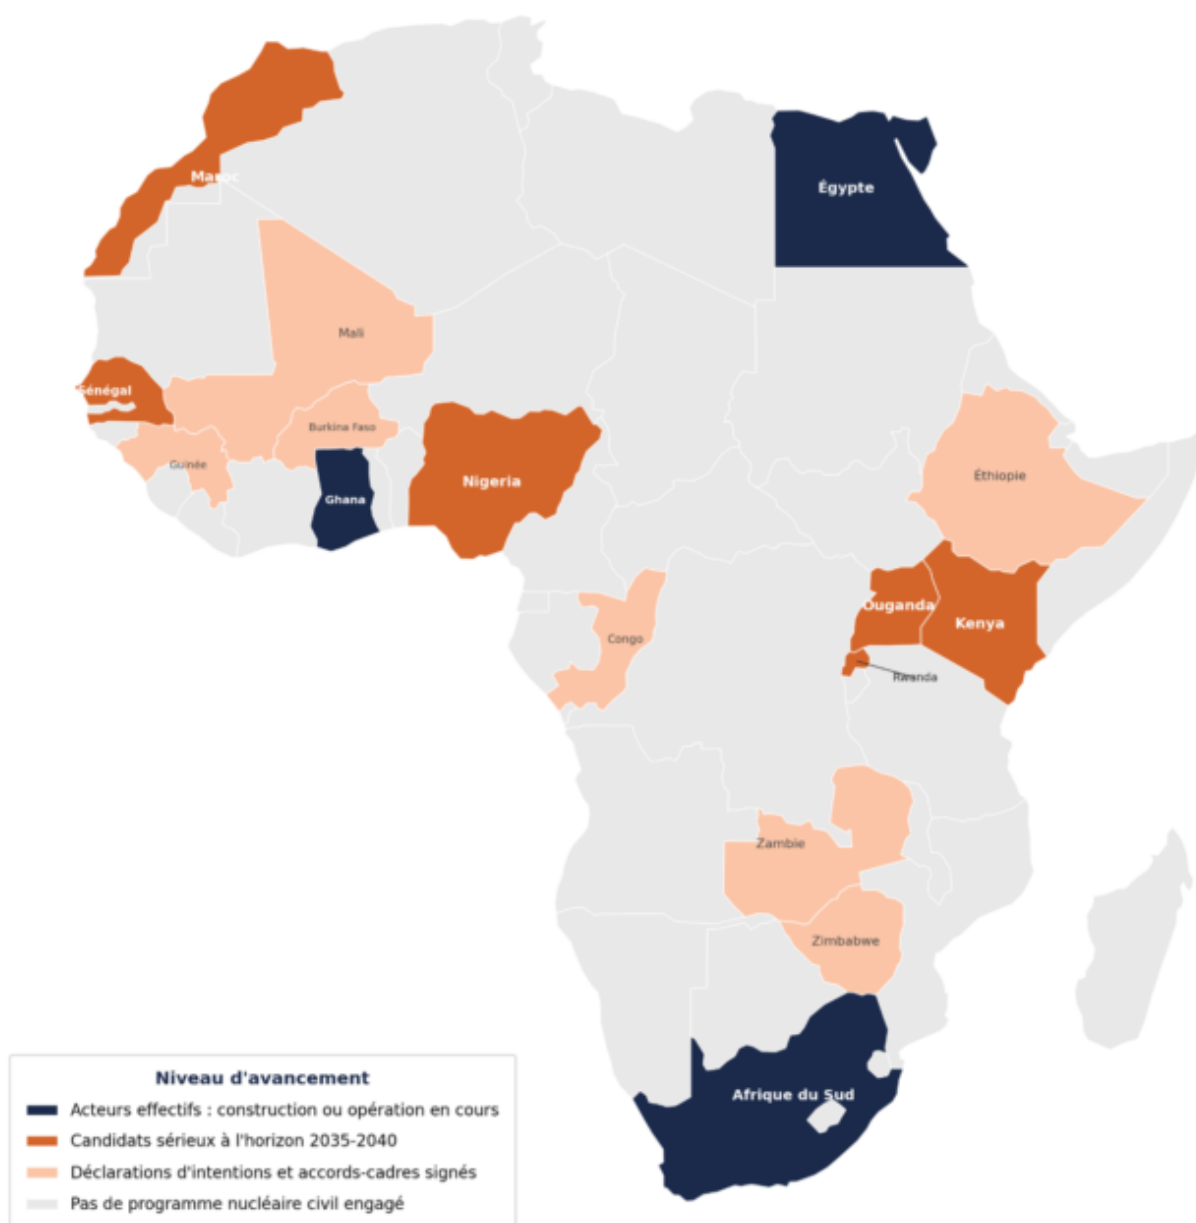 Maroc
Égypte
Mali
Sénégal
Burkina Faso
Guinée
Nigeria
Éthiopie
Ghana
Ouganda
Kenya
Congo
Rwanda
Zambie
Zimbabwe
Afrique du Sud
Niveau d'avancement
Acteurs effectifs : construction ou opération en cours
Candidats sérieux à l'horizon 2035-2040
Déclarations d'intentions et accords-cadres signés
Pas de programme nucléaire civil engagé